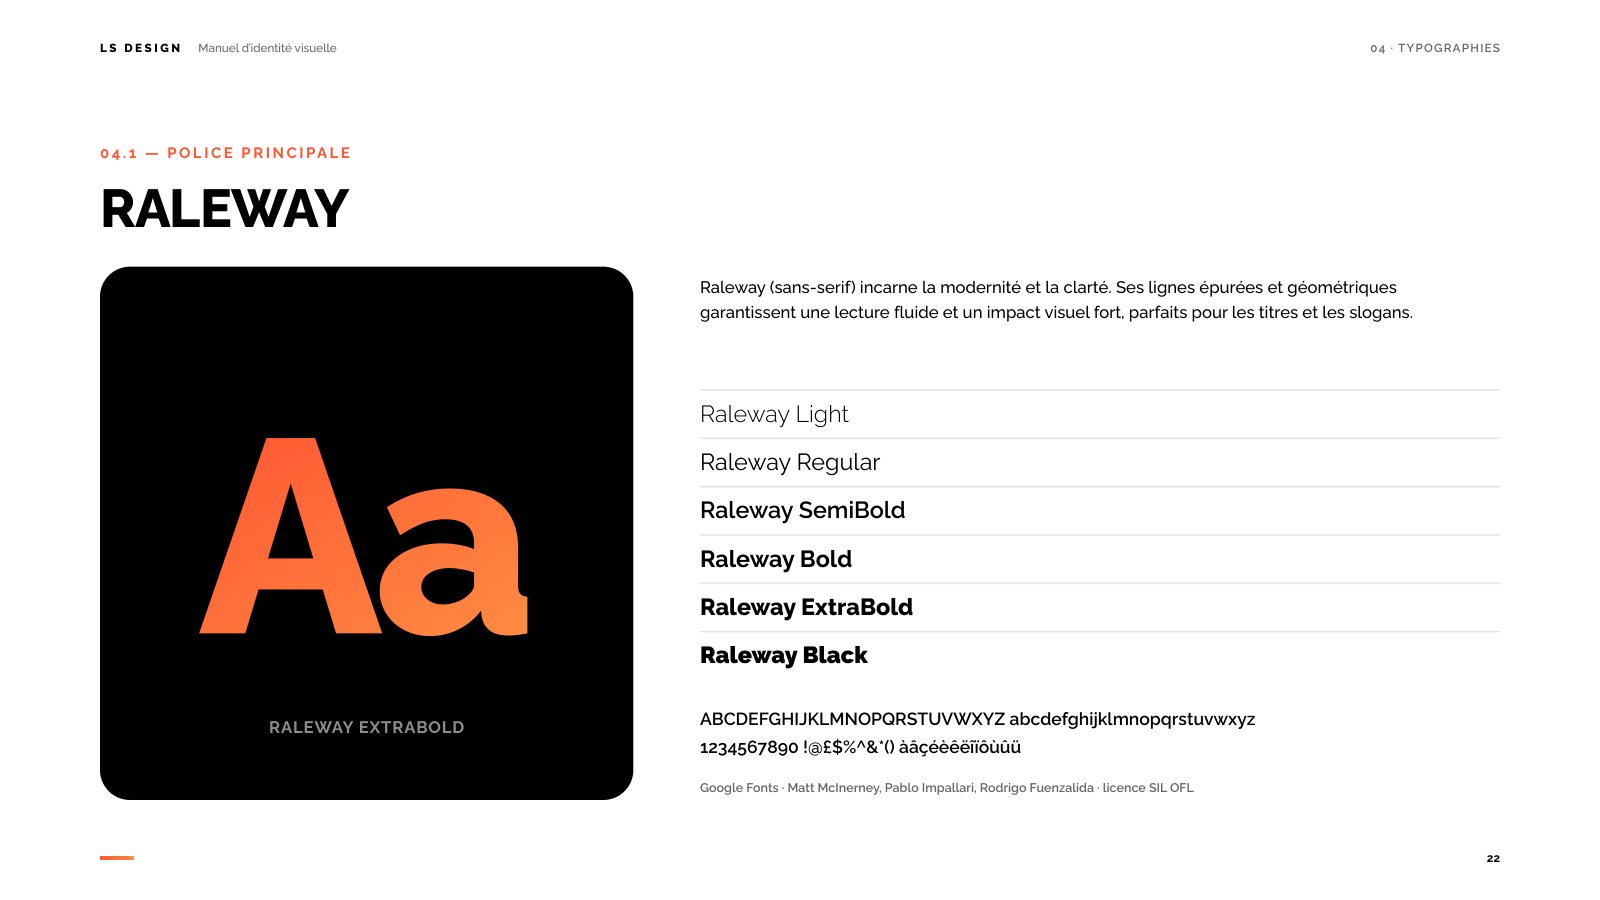 LS DESIGN Manuel d'identité visuelle
04 · TYPOGRAPHIES
04.1 — POLICE PRINCIPALE
RALEWAY
Aa
RALEWAY EXTRABOLD
Raleway (sans-serif) incarne la modernité et la clarté. Ses lignes épurées et géométriques
garantissent une lecture fluide et un impact visuel fort, parfaits pour les titres et les slogans.
Raleway Light
Raleway Regular
Raleway SemiBold
Raleway Bold
Raleway ExtraBold
Raleway Black
ABCDEFGHIJKLMNOPQRSTUVWXYZ abcdefghijklmnopqrstuvwxyz
1234567890 !@£$%^&*() àâçéèêëîïôùûü
Google Fonts · Matt McInerney, Pablo Impallari, Rodrigo Fuenzalida · licence SIL OFL
22